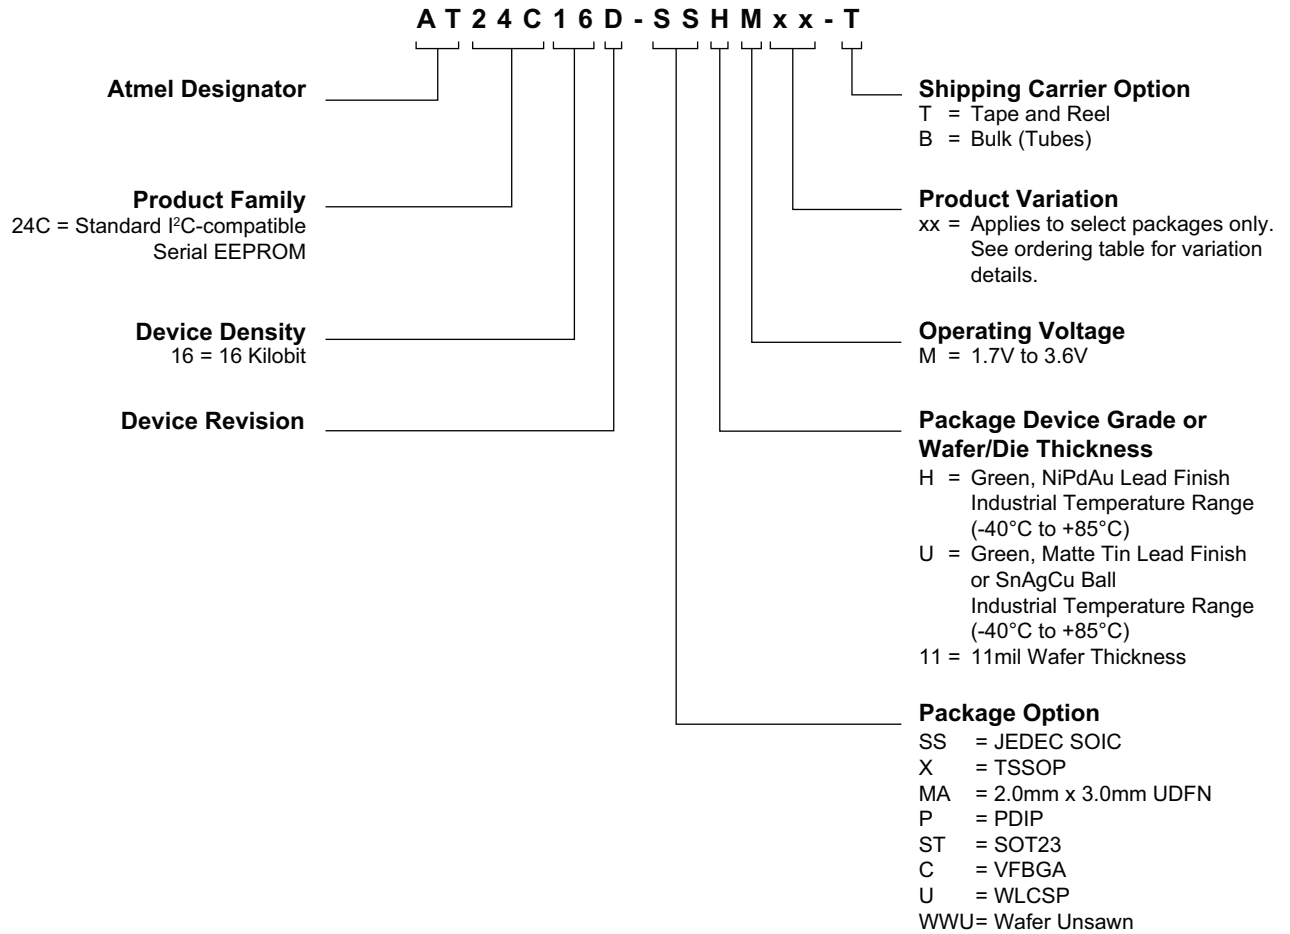 AT24C16D-SSHMxx-T
Atmel Designator
Product Family
24C = Standard I²C-compatible
Serial EEPROM
Device Density
16 = 16 Kilobit
Device Revision
Shipping Carrier Option
T = Tape and Reel
B = Bulk (Tubes)
Product Variation
xx = Applies to select packages only.
See ordering table for variation
details.
Operating Voltage
M = 1.7V to 3.6V
Package Device Grade or
Wafer/Die Thickness
H = Green, NiPdAu Lead Finish
Industrial Temperature Range
(-40°C to +85°C)
U = Green, Matte Tin Lead Finish
or SnAgCu Ball
Industrial Temperature Range
(-40°C to +85°C)
11 = 11mil Wafer Thickness
Package Option
SS = JEDEC SOIC
X = TSSOP
MA = 2.0mm x 3.0mm UDFN
P = PDIP
ST = SOT23
C = VFBGA
U = WLCSP
WWU= Wafer Unsawn